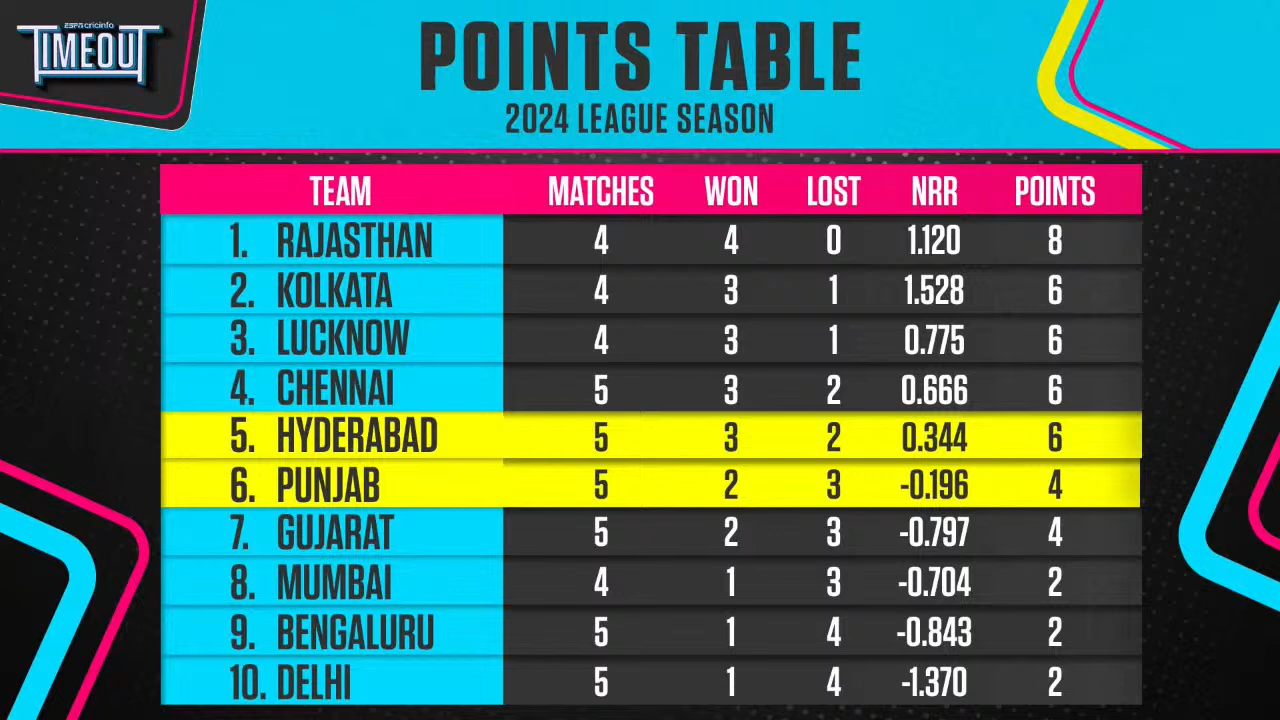 ESPN cricinfo
TIMEOUT
POINTS TABLE
2024 LEAGUE SEASON
TEAM MATCHES WON LOST NRR POINTS
1. RAJASTHAN 4 4 0 1.120 8
2. KOLKATA 4 3 1 1.528 6
3. LUCKNOW 4 3 1 0.775 6
4. CHENNAI 5 3 2 0.666 6
5. HYDERABAD 5 3 2 0.344 6
6. PUNJAB 5 2 3 -0.196 4
7. GUJARAT 5 2 3 -0.797 4
8. MUMBAI 4 1 3 -0.704 2
9. BENGALURU 5 1 4 -0.843 2
10. DELHI 5 1 4 -1.370 2